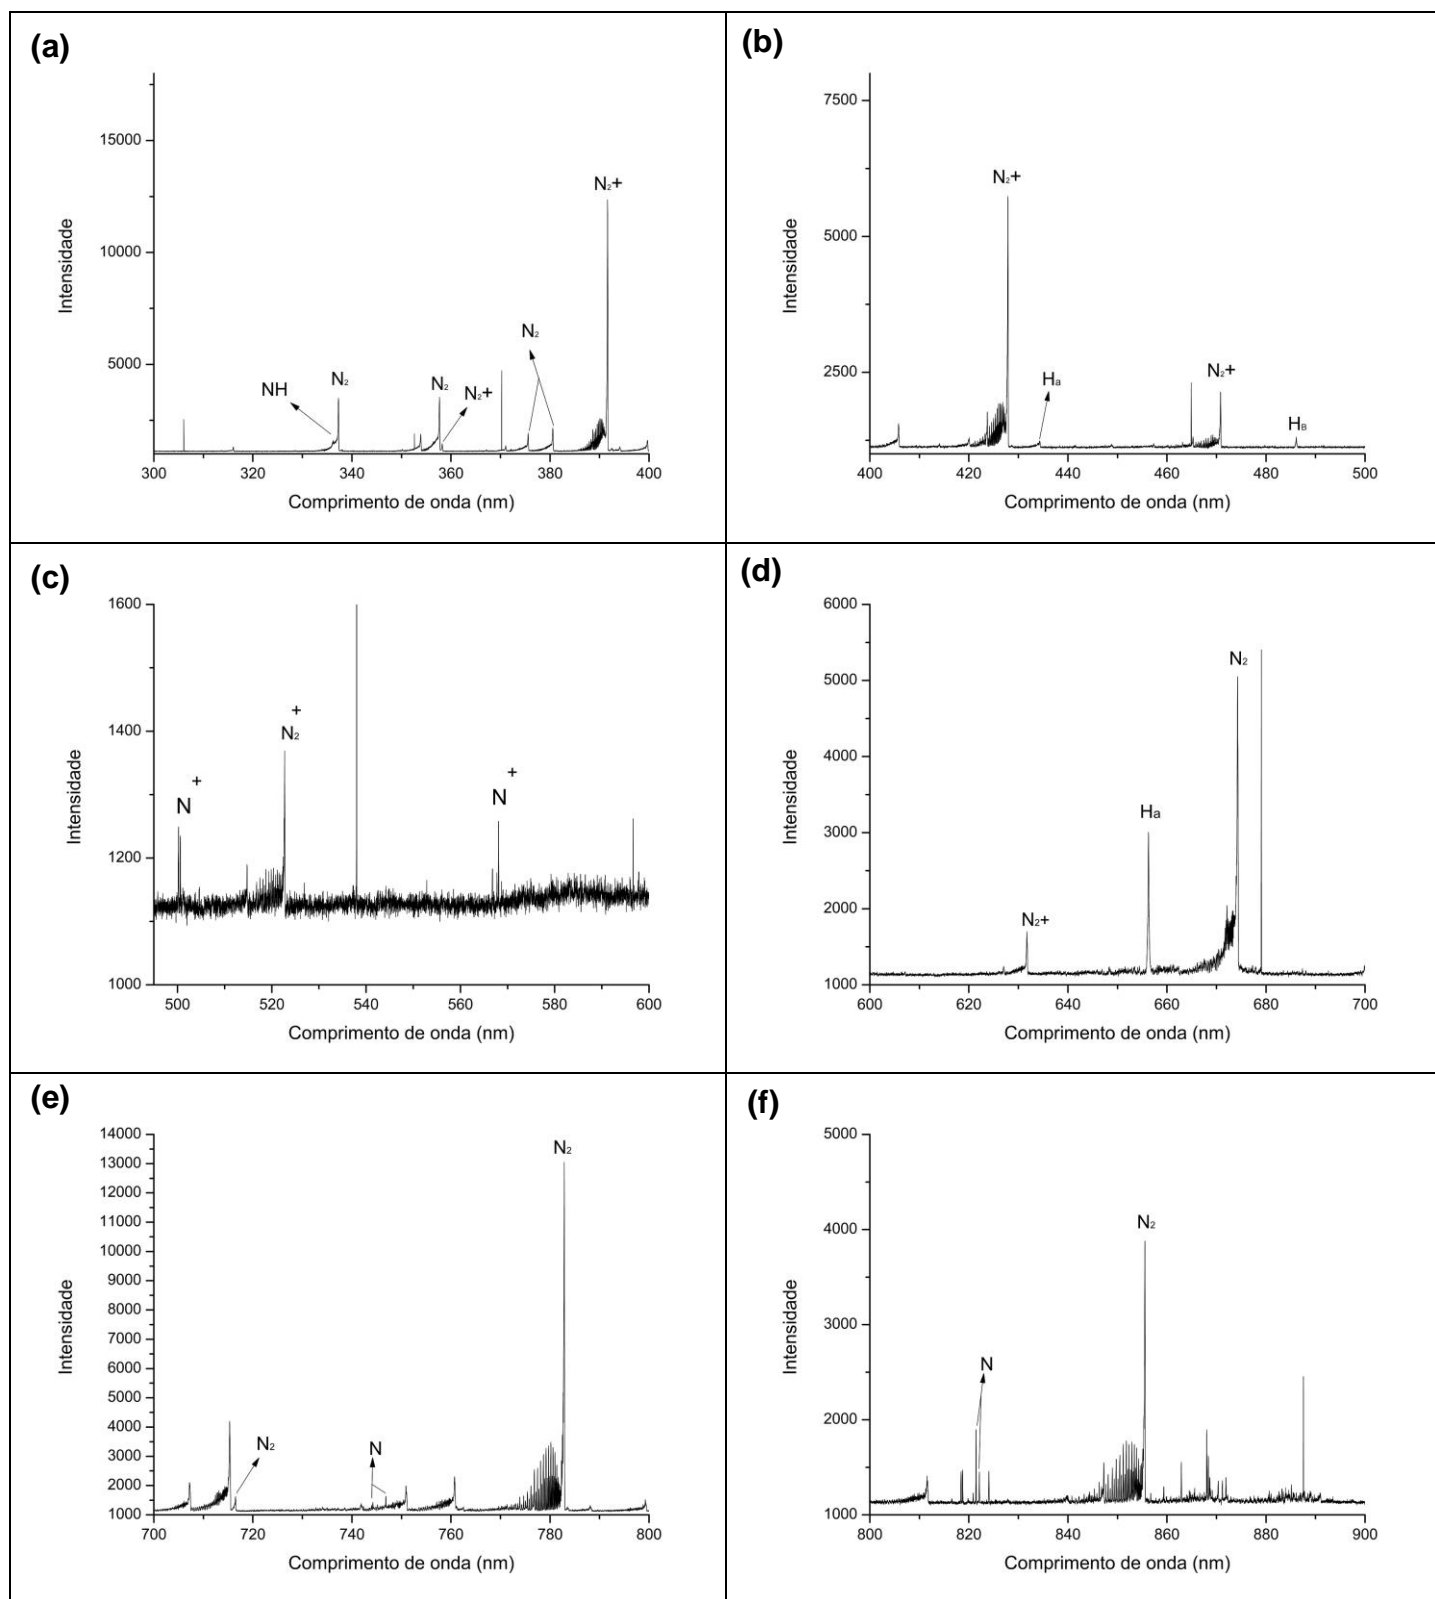 (a)
15000
10000
5000
Intensidade
NH
N₂
N₂
N₂+
N₂
N₂+
300 320 340 360 380 400
Comprimento de onda (nm)
(b)
7500
5000
2500
Intensidade
N₂+
Ha
N₂+
HB
400 420 440 460 480 500
Comprimento de onda (nm)
(c)
1600
1400
1200
1000
Intensidade
N+
N₂+
N+
500 520 540 560 580 600
Comprimento de onda (nm)
(d)
6000
5000
4000
3000
2000
1000
Intensidade
N₂+
Ha
N₂
600 620 640 660 680 700
Comprimento de onda (nm)
(e)
14000
13000
12000
11000
10000
9000
8000
7000
6000
5000
4000
3000
2000
1000
Intensidade
N₂
N
N₂
700 720 740 760 780 800
Comprimento de onda (nm)
(f)
5000
4000
3000
2000
1000
Intensidade
N
N₂
800 820 840 860 880 900
Comprimento de onda (nm)